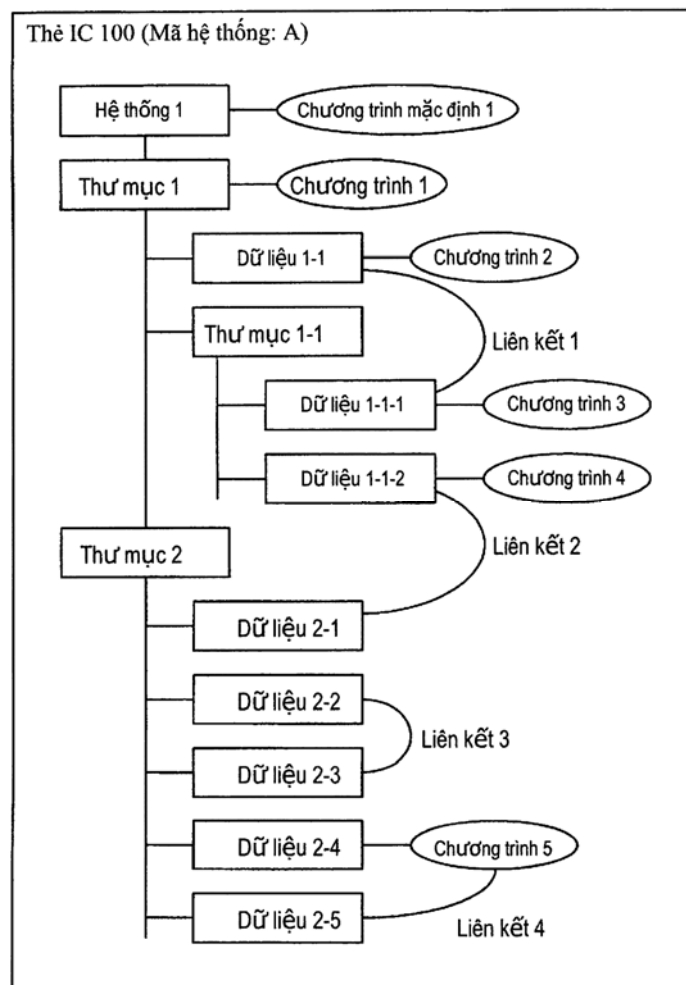 Thẻ IC 100 (Mã hệ thống: A)
Hệ thống 1
Chương trình mặc định 1
Thư mục 1
Chương trình 1
Dữ liệu 1-1
Chương trình 2
Thư mục 1-1
Liên kết 1
Dữ liệu 1-1-1
Chương trình 3
Dữ liệu 1-1-2
Chương trình 4
Thư mục 2
Liên kết 2
Dữ liệu 2-1
Dữ liệu 2-2
Liên kết 3
Dữ liệu 2-3
Dữ liệu 2-4
Chương trình 5
Dữ liệu 2-5
Liên kết 4